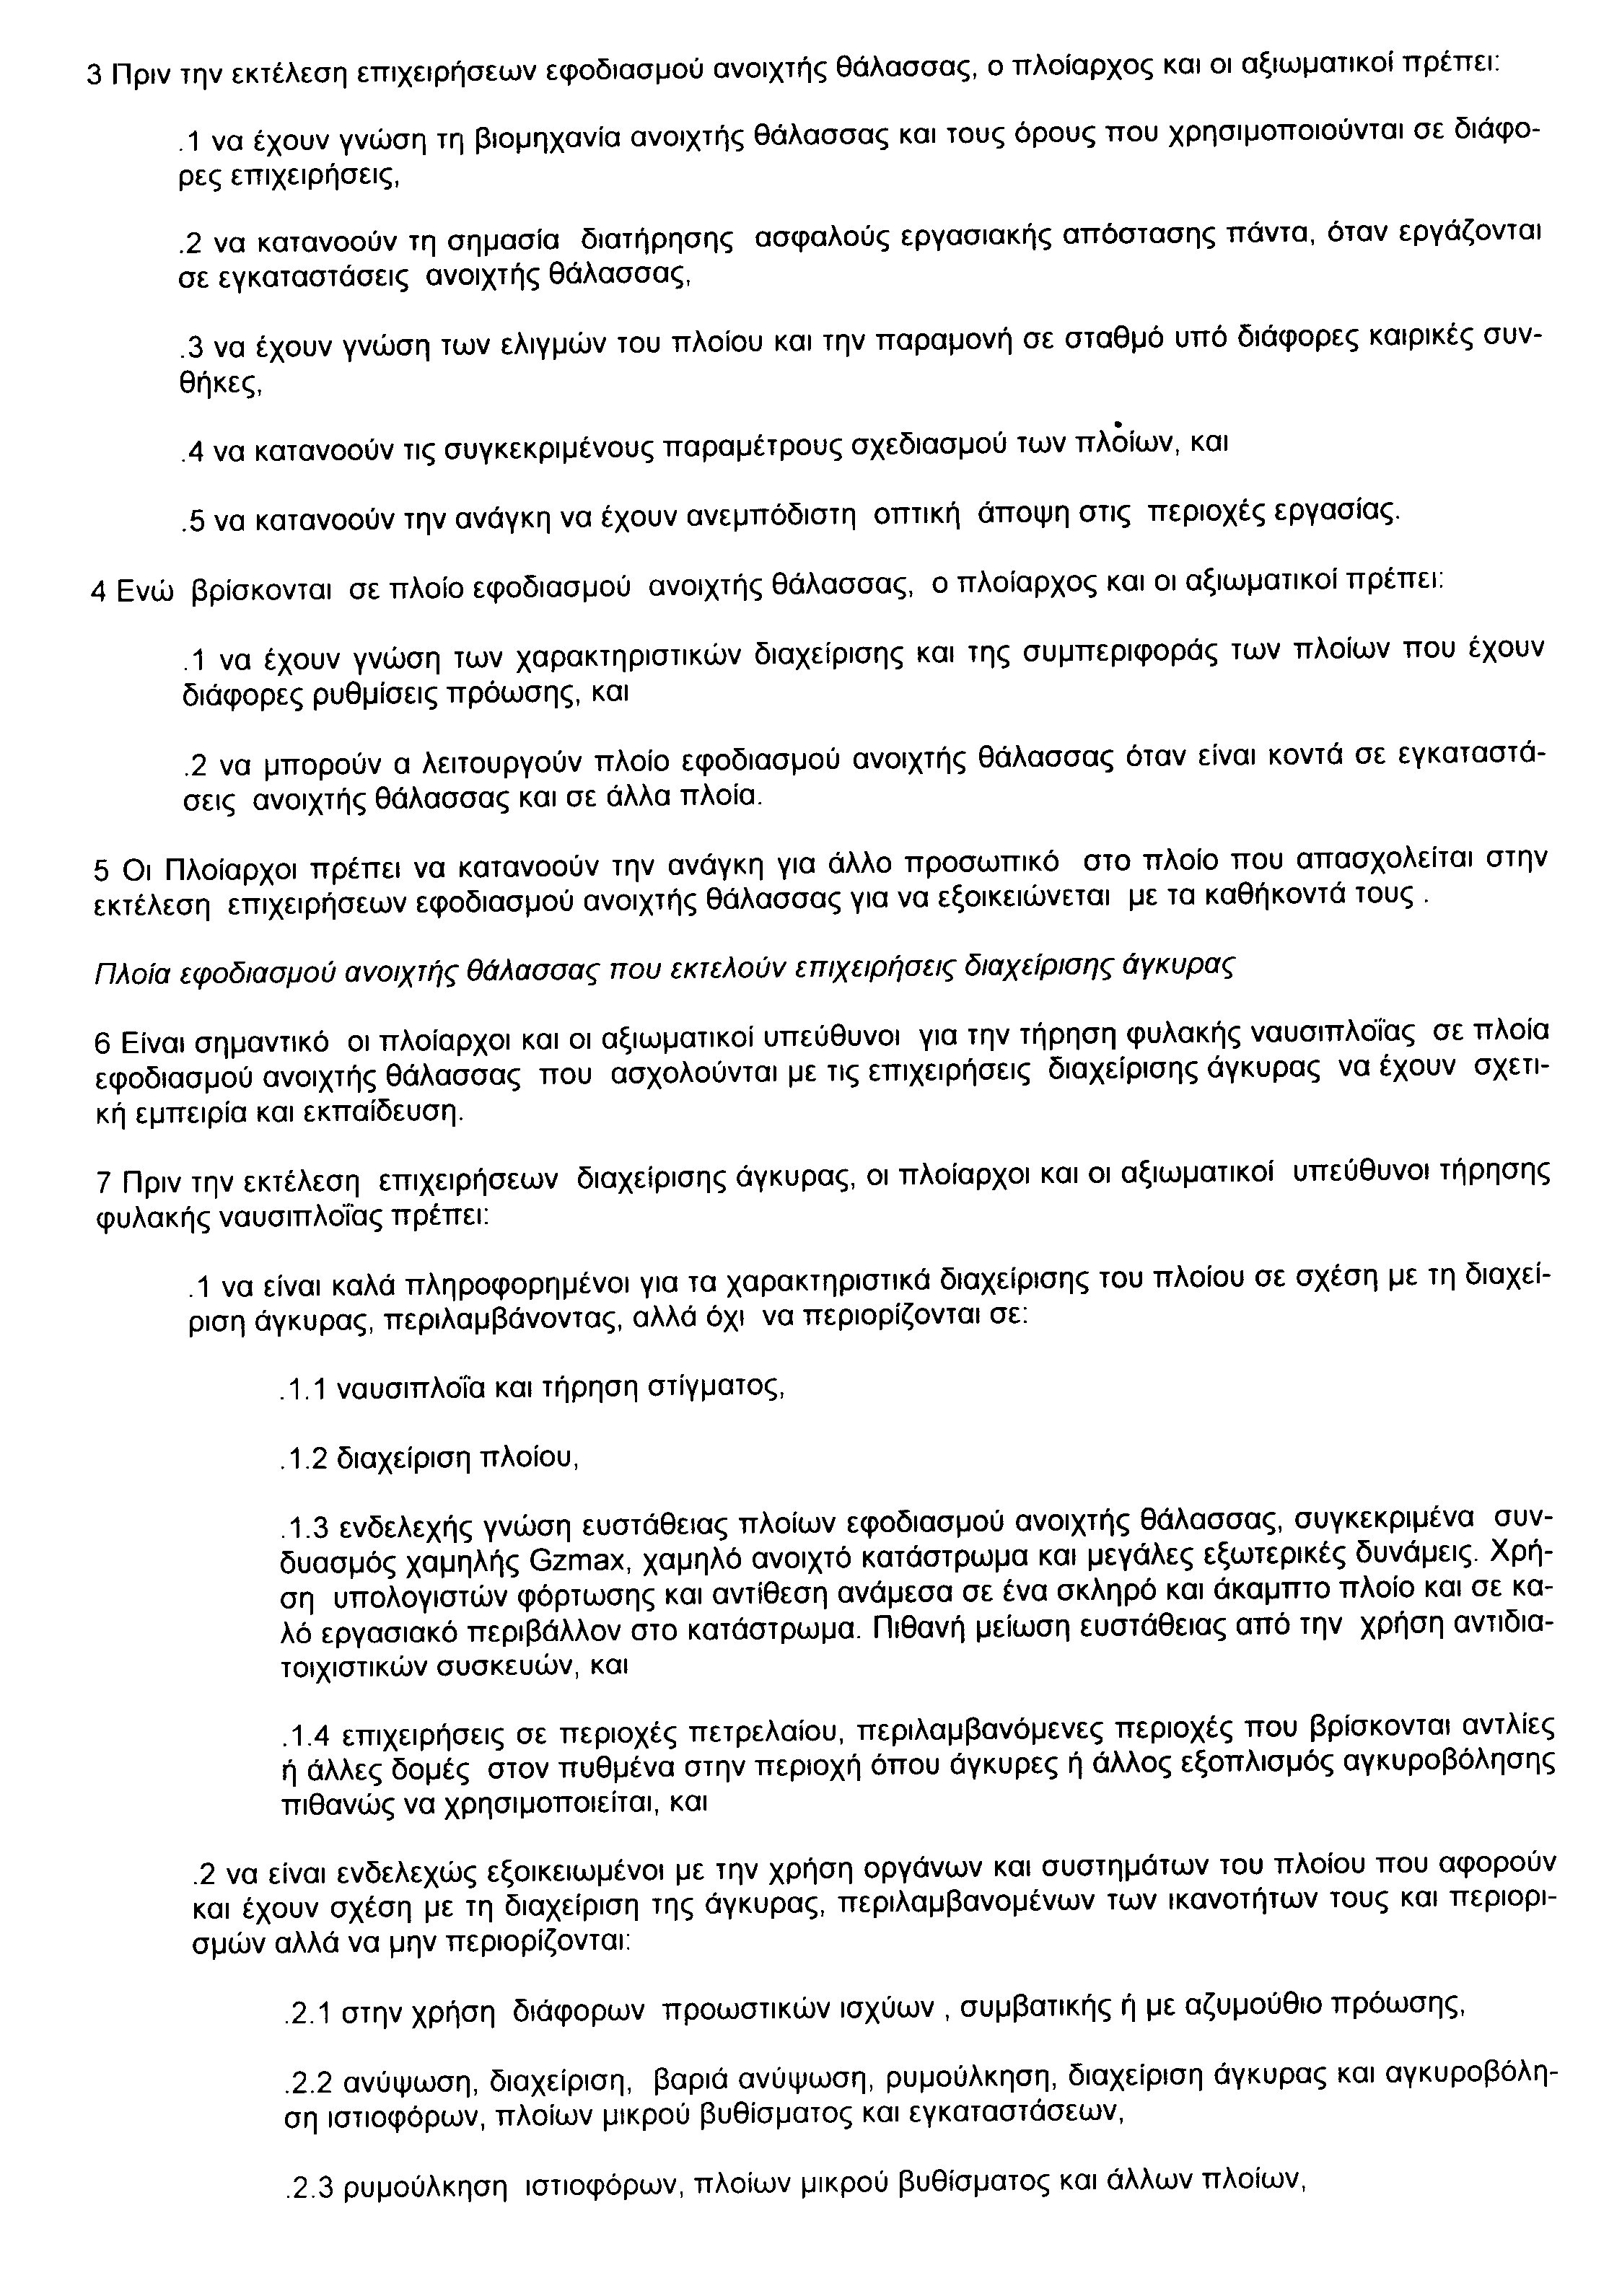 3 Πριν την εκτέλεση επιχειρήσεων εφοδιασμού ανοιχτής θάλασσας, ο πλοίαρχος και οι αξιωματικοί πρέπει:
.1 να έχουν γνώση τη βιομηχανία ανοιχτής θάλασσας και τους όρους που χρησιμοποιούνται σε διάφο-
ρες επιχειρήσεις,
.2 να κατανοούν τη σημασία διατήρησης ασφαλούς εργασιακής απόστασης πάντα, όταν εργάζονται
σε εγκαταστάσεις ανοιχτής θάλασσας,
.3 να έχουν γνώση των ελιγμών του πλοίου και την παραμονή σε σταθμό υπό διάφορες καιρικές συν-
θήκες,
.4 να κατανοούν τις συγκεκριμένους παραμέτρους σχεδιασμού των πλοίων, και
.5 να κατανοούν την ανάγκη να έχουν ανεμπόδιστη οπτική άποψη στις περιοχές εργασίας.
4 Ενώ βρίσκονται σε πλοίο εφοδιασμού ανοιχτής θάλασσας, ο πλοίαρχος και οι αξιωματικοί πρέπει:
.1 να έχουν γνώση των χαρακτηριστικών διαχείρισης και της συμπεριφοράς των πλοίων που έχουν
διάφορες ρυθμίσεις πρόωσης, και
.2 να μπορούν α λειτουργούν πλοίο εφοδιασμού ανοιχτής θάλασσας όταν είναι κοντά σε εγκαταστά-
σεις ανοιχτής θάλασσας και σε άλλα πλοία.
5 Οι Πλοίαρχοι πρέπει να κατανοούν την ανάγκη για άλλο προσωπικό στο πλοίο που απασχολείται στην
εκτέλεση επιχειρήσεων εφοδιασμού ανοιχτής θάλασσας για να εξοικειώνεται με τα καθήκοντά τους .
Πλοία εφοδιασμού ανοιχτής θάλασσας που εκτελούν επιχειρήσεις διαχείρισης άγκυρας
6 Είναι σημαντικό οι πλοίαρχοι και οι αξιωματικοί υπεύθυνοι για την τήρηση φυλακής ναυσιπλοΐας σε πλοία
εφοδιασμού ανοιχτής θάλασσας που ασχολούνται με τις επιχειρήσεις διαχείρισης άγκυρας να έχουν σχετι-
κή εμπειρία και εκπαίδευση.
7 Πριν την εκτέλεση επιχειρήσεων διαχείρισης άγκυρας, οι πλοίαρχοι και οι αξιωματικοί υπεύθυνοι τήρησης
φυλακής ναυσιπλοΐας πρέπει:
.1 να είναι καλά πληροφορημένοι για τα χαρακτηριστικά διαχείρισης του πλοίου σε σχέση με τη διαχεί-
ριση άγκυρας, περιλαμβάνοντας, αλλά όχι να περιορίζονται σε:
.1.1 ναυσιπλοΐα και τήρηση στίγματος,
.1.2 διαχείριση πλοίου,
.1.3 ενδελεχής γνώση ευστάθειας πλοίων εφοδιασμού ανοιχτής θάλασσας, συγκεκριμένα συν-
δυασμός χαμηλής Gzmax, χαμηλό ανοιχτό κατάστρωμα και μεγάλες εξωτερικές δυνάμεις. Χρή-
ση υπολογιστών φόρτωσης και αντίθεση ανάμεσα σε ένα σκληρό και άκαμπτο πλοίο και σε κα-
λό εργασιακό περιβάλλον στο κατάστρωμα. Πιθανή μείωση ευστάθειας από την χρήση αντιδια-
τοιχιστικών συσκευών, και
.1.4 επιχειρήσεις σε περιοχές πετρελαίου, περιλαμβανόμενες περιοχές που βρίσκονται αντλίες
ή άλλες δομές στον πυθμένα στην περιοχή όπου άγκυρες ή άλλος εξοπλισμός αγκυροβόλησης
πιθανώς να χρησιμοποιείται, και
.2 να είναι ενδελεχώς εξοικειωμένοι με την χρήση οργάνων και συστημάτων του πλοίου που αφορούν
και έχουν σχέση με τη διαχείριση της άγκυρας, περιλαμβανομένων των ικανοτήτων τους και περιορι-
σμών αλλά να μην περιορίζονται:
.2.1 στην χρήση διάφορων προωστικών ισχύων , συμβατικής ή με αζυμούθιο πρόωσης,
.2.2 ανύψωση, διαχείριση, βαριά ανύψωση, ρυμούλκηση, διαχείριση άγκυρας και αγκυροβόλη-
ση ιστιοφόρων, πλοίων μικρού βυθίσματος και εγκαταστάσεων,
.2.3 ρυμούλκηση ιστιοφόρων, πλοίων μικρού βυθίσματος και άλλων πλοίων,